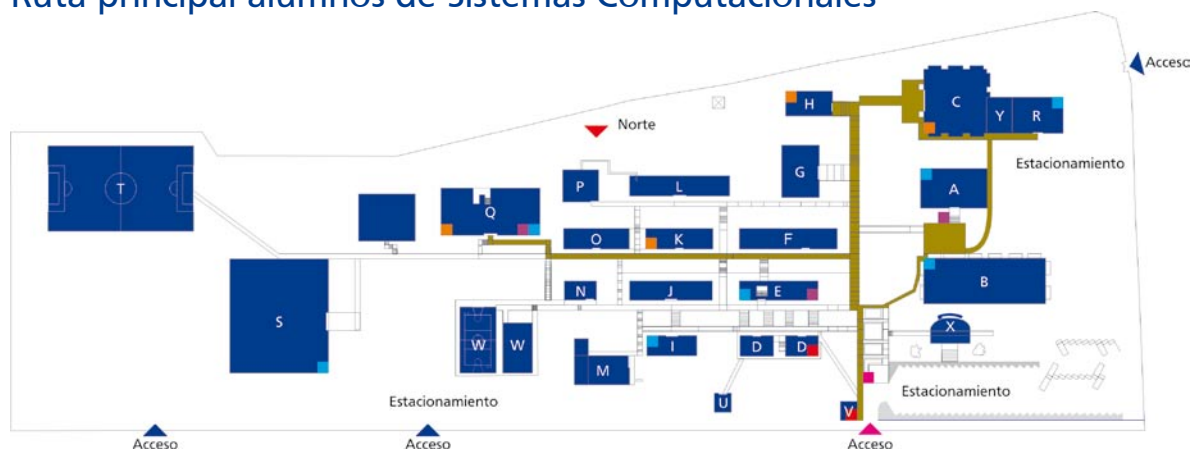 Ruta principal alumnos de Sistemas Computacionales
Acceso
H
C
Y
R
Norte
Estacionamiento
G
T
P
L
A
Q
O
K
F
B
S
N
J
E
X
W
W
I
D
D
M
Estacionamiento
Estacionamiento
U
V
Acceso
Acceso
Acceso